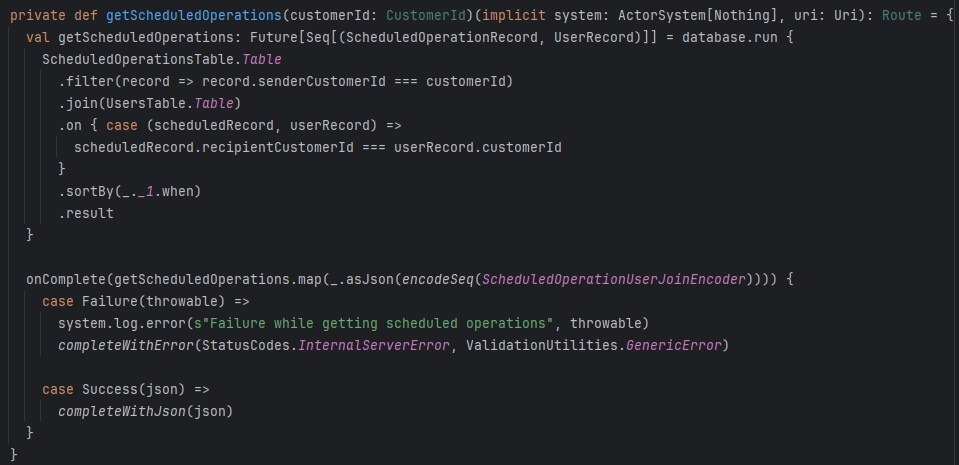 private def getScheduledOperations(customerId: CustomerId)(implicit system: ActorSystem[Nothing], uri: Uri): Route = {
  val getScheduledOperations: Future[Seq[(ScheduledOperationRecord, UserRecord)]] = database.run {
    ScheduledOperationsTable.Table
      .filter(record => record.senderCustomerId === customerId)
      .join(UsersTable.Table)
      .on { case (scheduledRecord, userRecord) =>
        scheduledRecord.recipientCustomerId === userRecord.customerId
      }
      .sortBy(_._1.when)
      .result
  }

  onComplete(getScheduledOperations.map(_.asJson(encodeSeq(ScheduledOperationUserJoinEncoder)))) {
    case Failure(throwable) =>
      system.log.error(s"Failure while getting scheduled operations", throwable)
      completeWithError(StatusCodes.InternalServerError, ValidationUtilities.GenericError)

    case Success(json) =>
      completeWithJson(json)
  }
}